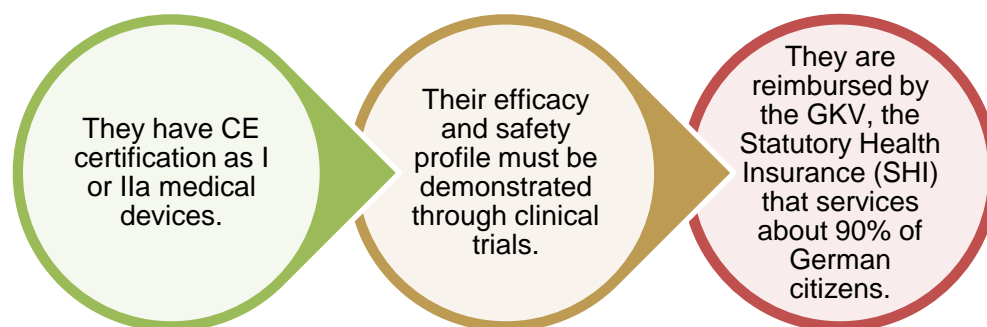 They have CE
certification as I
or IIa medical
devices.
Their efficacy
and safety
profile must be
demonstrated
through clinical
trials.
They are
reimbursed by
the GKV, the
Statutory Health
Insurance (SHI)
that services
about 90% of
German
citizens.